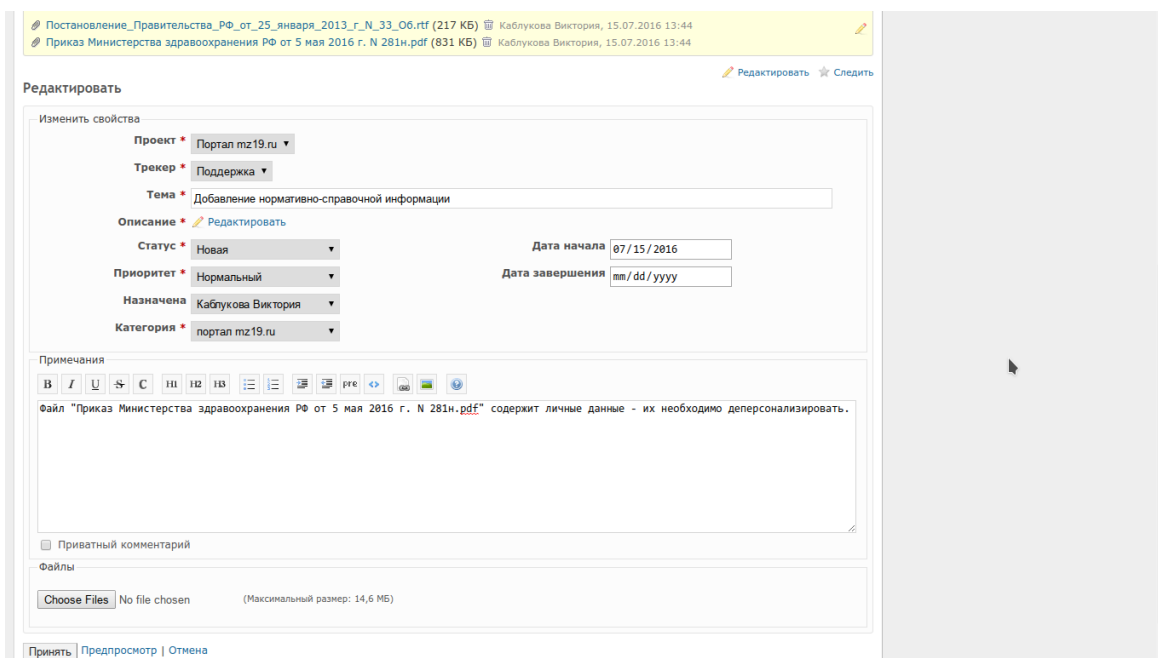 Постановление_Правительства_РФ_от_25_января_2013_г_N_33_Об.rtf (217 КБ) Каблукова Виктория, 15.07.2016 13:44
Приказ Министерства здравоохранения РФ от 5 мая 2016 г. N 281н.pdf (831 КБ) Каблукова Виктория, 15.07.2016 13:44
Редактировать Следить
Редактировать
Изменить свойства
Проект * Портал mz19.ru
Трекер * Поддержка
Тема * Добавление нормативно-справочной информации
Описание * Редактировать
Статус * Новая Дата начала 07/15/2016
Приоритет * Нормальный Дата завершения mm/dd/yyyy
Назначена Каблукова Виктория
Категория * портал mz19.ru
Примечания
B I U S C H1 H2 H3 pre <>
Файл "Приказ Министерства здравоохранения РФ от 5 мая 2016 г. N 281н.pdf" содержит личные данные - их необходимо деперсонализировать.
Приватный комментарий
Файлы
Choose Files No file chosen (Максимальный размер: 14,6 МБ)
Принять Предпросмотр | Отмена